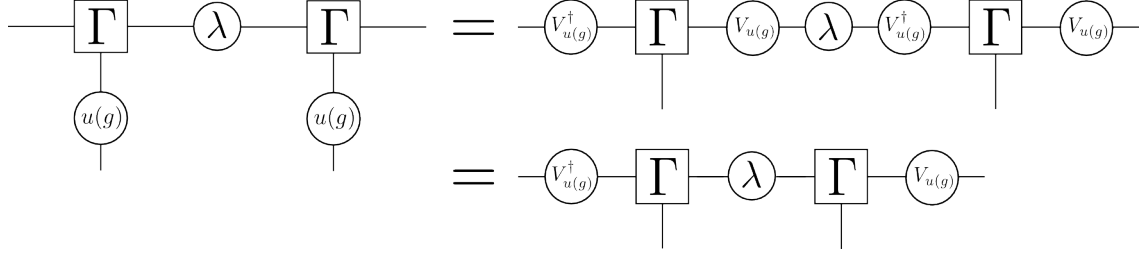 Γ λ Γ = V†u(g) Γ Vu(g) λ V†u(g) Γ Vu(g)
u(g) u(g)
= V†u(g) Γ λ Γ Vu(g)